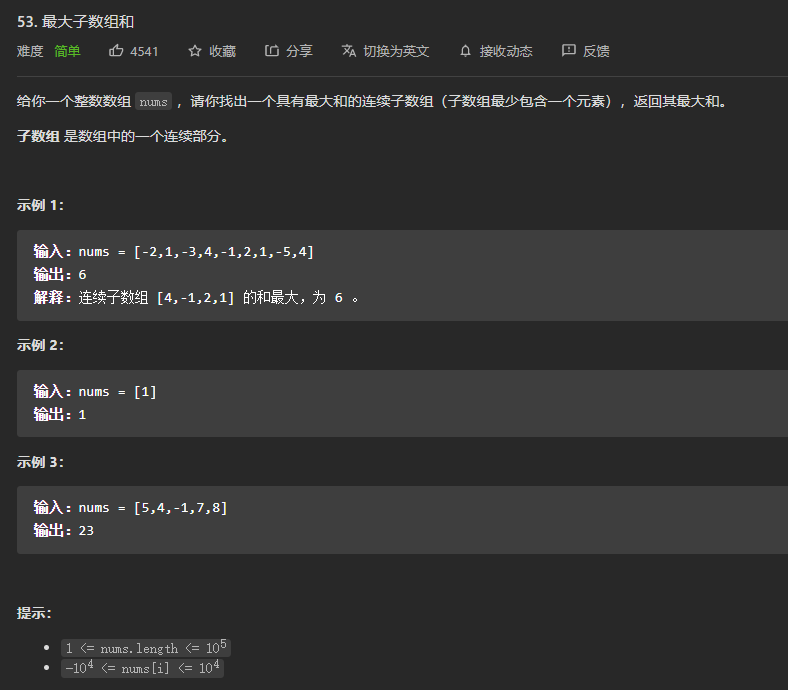 53. 最大子数组和
难度 简单 4541 收藏 分享 切换为英文 接收动态 反馈
给你一个整数数组 nums ，请你找出一个具有最大和的连续子数组（子数组最少包含一个元素），返回其最大和。
子数组 是数组中的一个连续部分。
示例 1：
输入：nums = [-2,1,-3,4,-1,2,1,-5,4]
输出：6
解释：连续子数组 [4,-1,2,1] 的和最大，为 6 。
示例 2：
输入：nums = [1]
输出：1
示例 3：
输入：nums = [5,4,-1,7,8]
输出：23
提示：
• 1 <= nums.length <= 10⁵
• -10⁴ <= nums[i] <= 10⁴